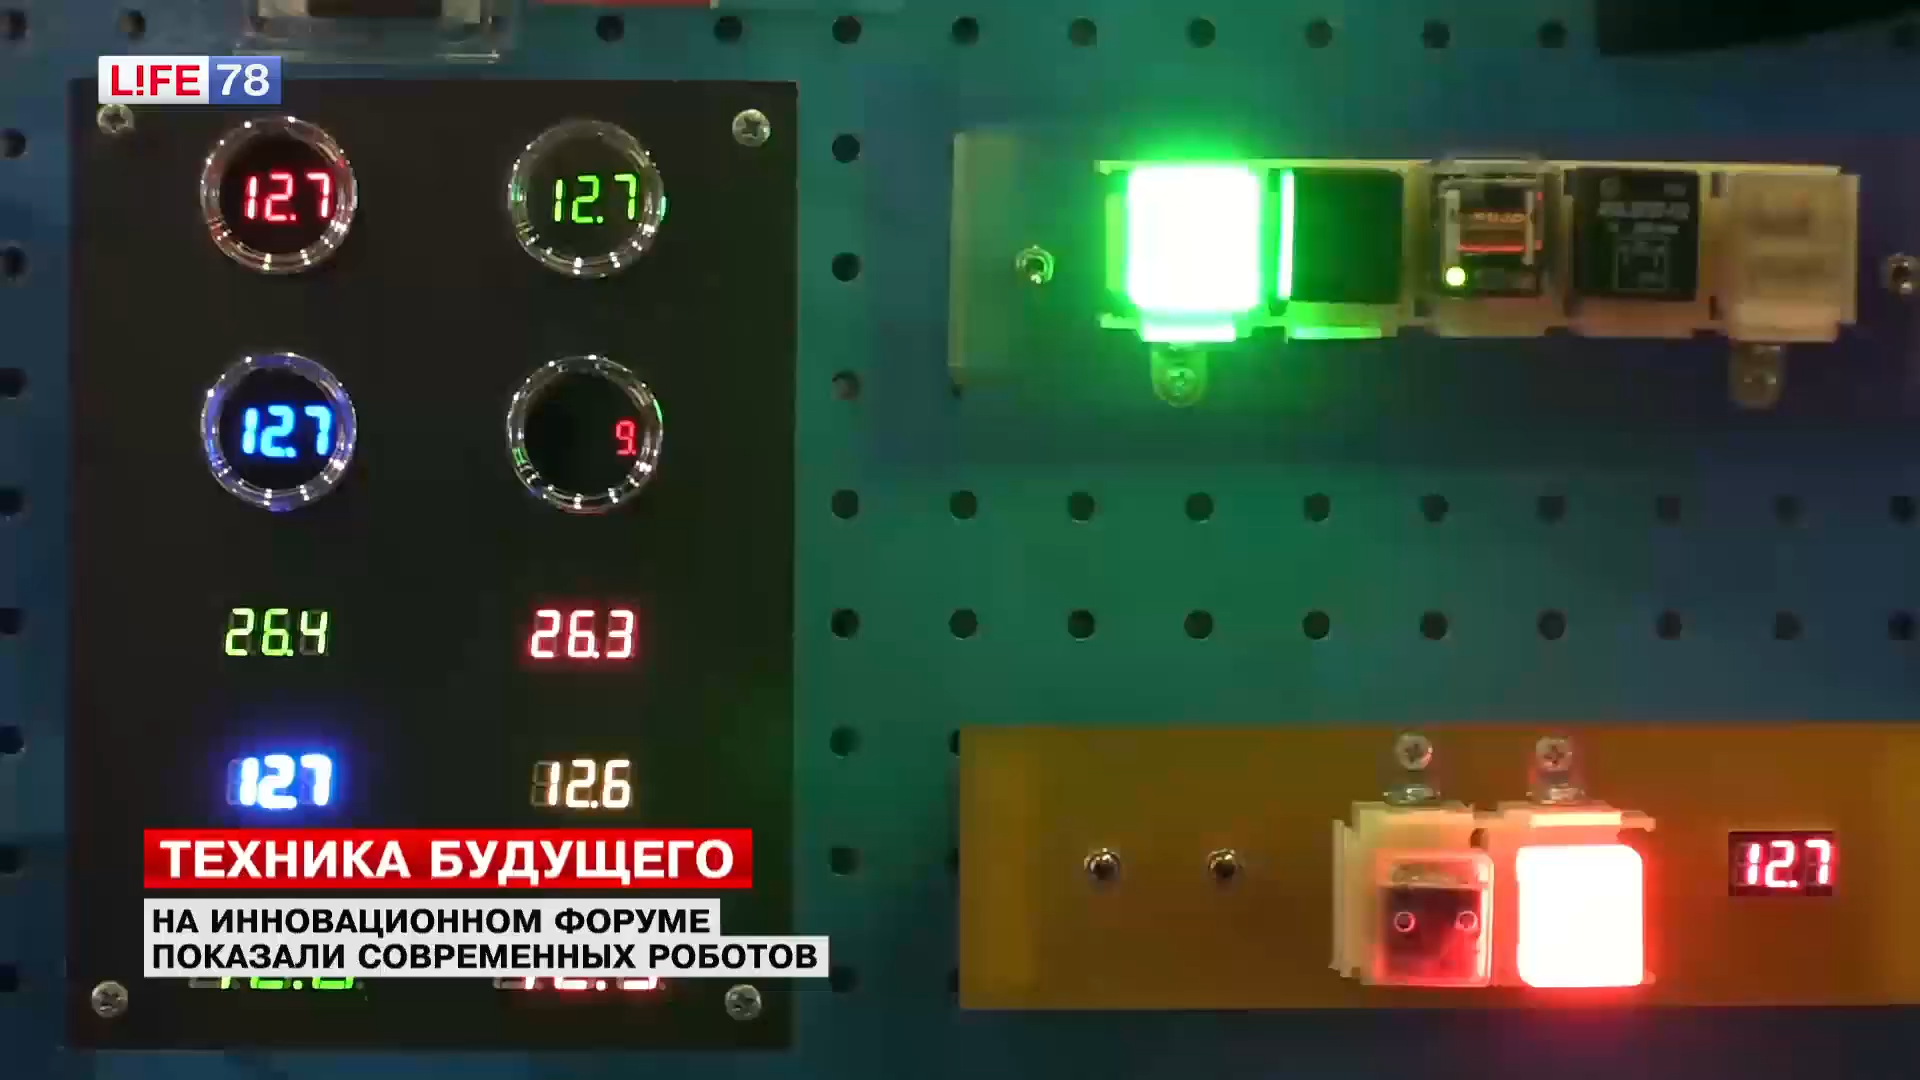 L!FE 78
12.7 12.7
12.7 9.
26.4 26.3
12.7 12.6
12.7
ТЕХНИКА БУДУЩЕГО
НА ИННОВАЦИОННОМ ФОРУМЕ
ПОКАЗАЛИ СОВРЕМЕННЫХ РОБОТОВ